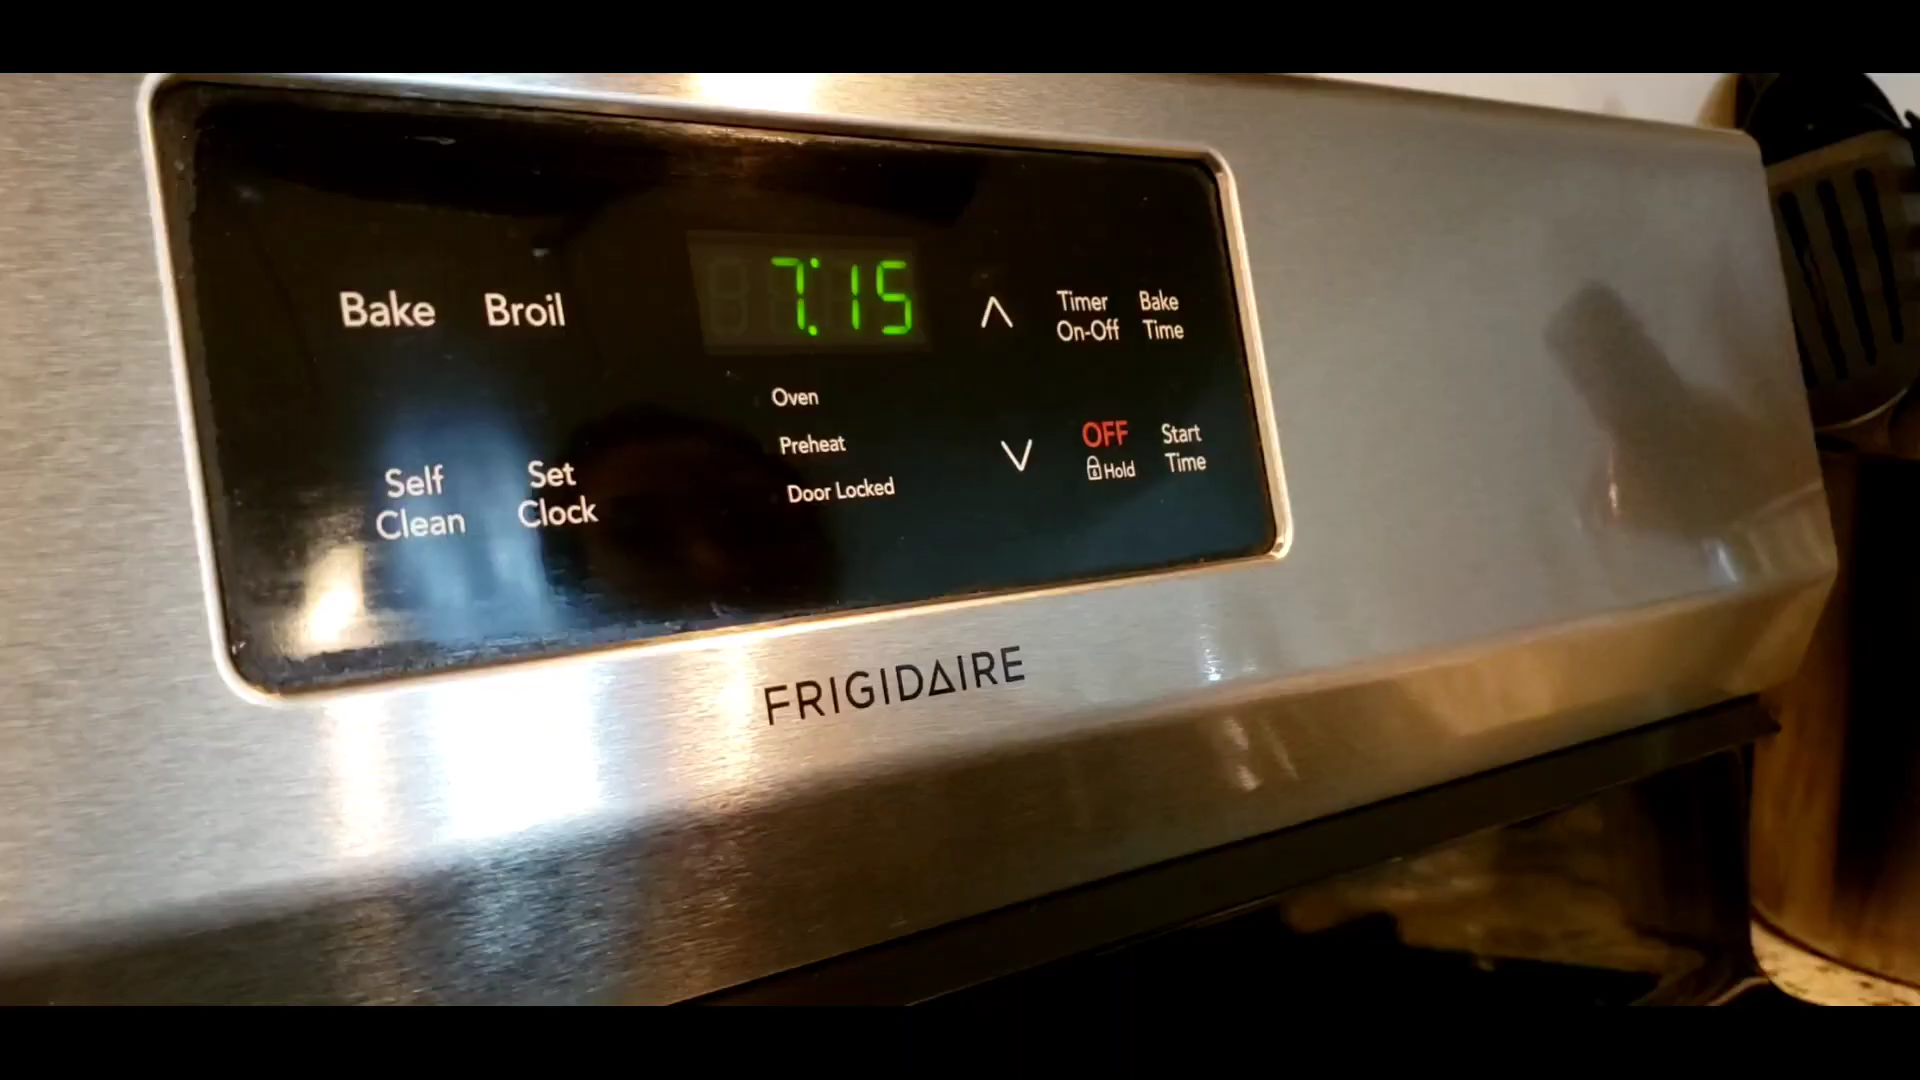 7:15
Bake Broil
Timer On-Off
Bake Time
Oven
Preheat
Door Locked
Self Clean
Set Clock
OFF
Hold
Start Time
FRIGIDAIRE